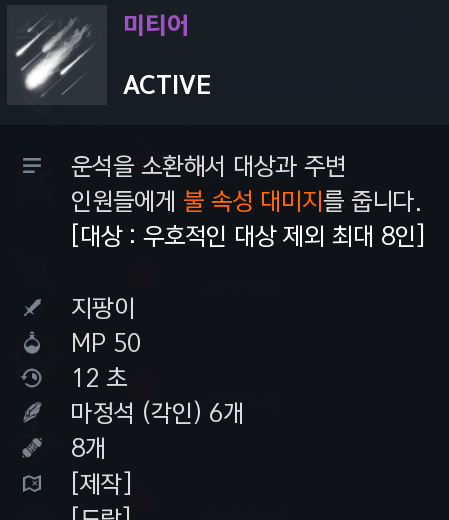 미티어
ACTIVE
운석을 소환해서 대상과 주변
인원들에게 불 속성 대미지를 줍니다.
[대상 : 우호적인 대상 제외 최대 8인]
지팡이
MP 50
12 초
마정석 (각인) 6개
8개
[제작]
[드랍]